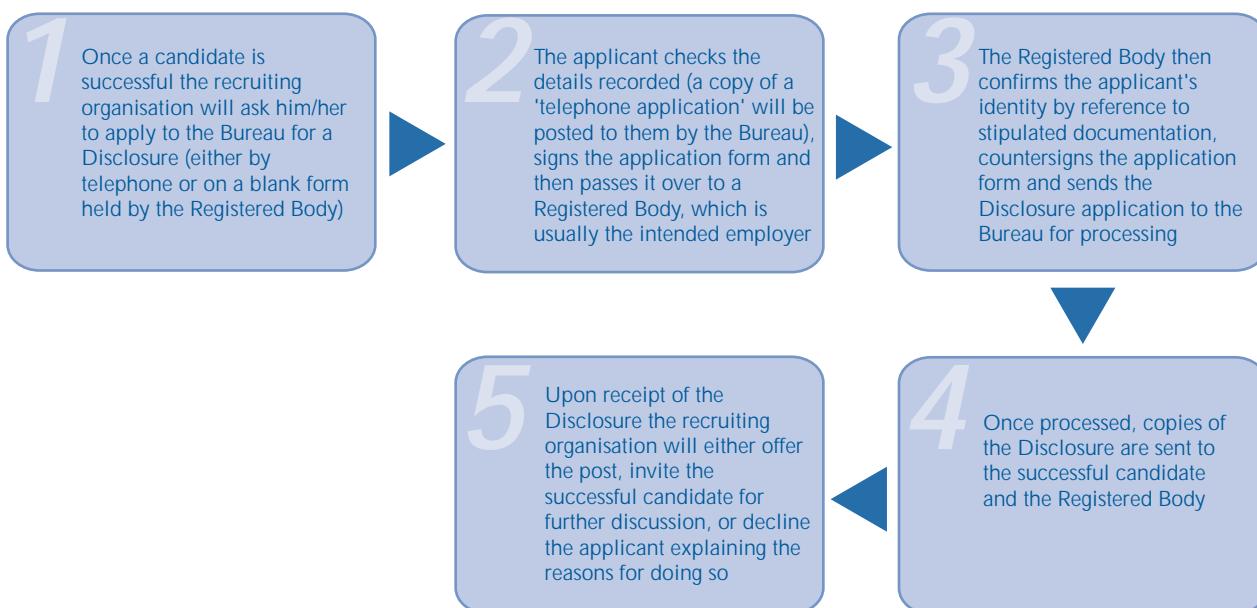 1
Once a candidate is
successful the recruiting
organisation will ask him/her
to apply to the Bureau for a
Disclosure (either by
telephone or on a blank form
held by the Registered Body)
2
The applicant checks the
details recorded (a copy of a
'telephone application' will be
posted to them by the Bureau),
signs the application form and
then passes it over to a
Registered Body, which is
usually the intended employer
3
The Registered Body then
confirms the applicant's
identity by reference to
stipulated documentation,
countersigns the application
form and sends the
Disclosure application to the
Bureau for processing
4
Once processed, copies of
the Disclosure are sent to
the successful candidate
and the Registered Body
5
Upon receipt of the
Disclosure the recruiting
organisation will either offer
the post, invite the
successful candidate for
further discussion, or decline
the applicant explaining the
reasons for doing so